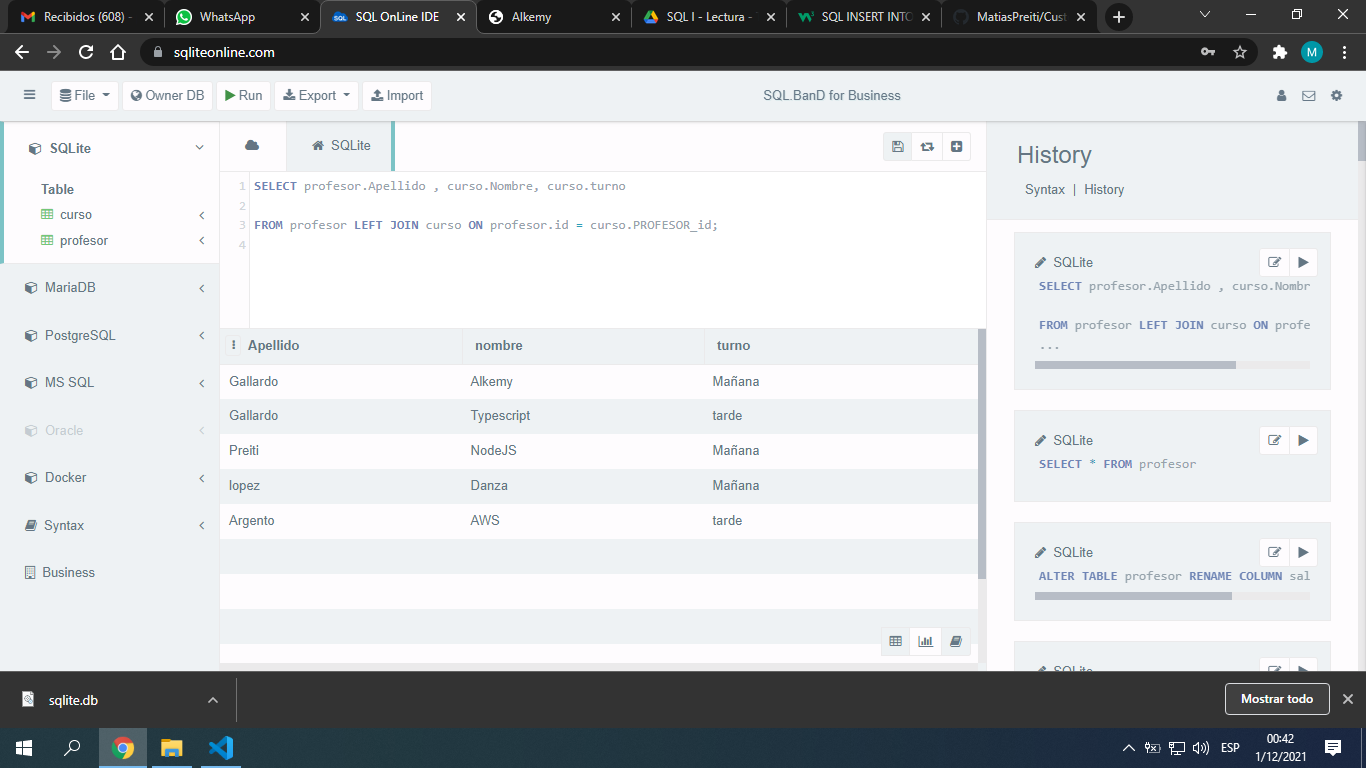 Recibidos (608) -
WhatsApp
SQL OnLine IDE
Alkemy
SQL I - Lectura -
SQL INSERT INTO
MatiasPreiti/Cust
sqliteonline.com
M
File
Owner DB
Run
Export
Import
SQL.BanD for Business
SQLite
Table
curso
profesor
MariaDB
PostgreSQL
MS SQL
Oracle
Docker
Syntax
Business
SQLite
1 SELECT profesor.Apellido , curso.Nombre, curso.turno
2
3 FROM profesor LEFT JOIN curso ON profesor.id = curso.PROFESOR_id;
4
Apellido nombre turno
Gallardo Alkemy Mañana
Gallardo Typescript tarde
Preiti NodeJS Mañana
lopez Danza Mañana
Argento AWS tarde
History
Syntax | History
SQLite
SELECT profesor.Apellido , curso.Nombr
FROM profesor LEFT JOIN curso ON profe
...
SQLite
SELECT * FROM profesor
SQLite
ALTER TABLE profesor RENAME COLUMN sal
SQLite
sqlite.db
Mostrar todo
ESP
00:42
1/12/2021